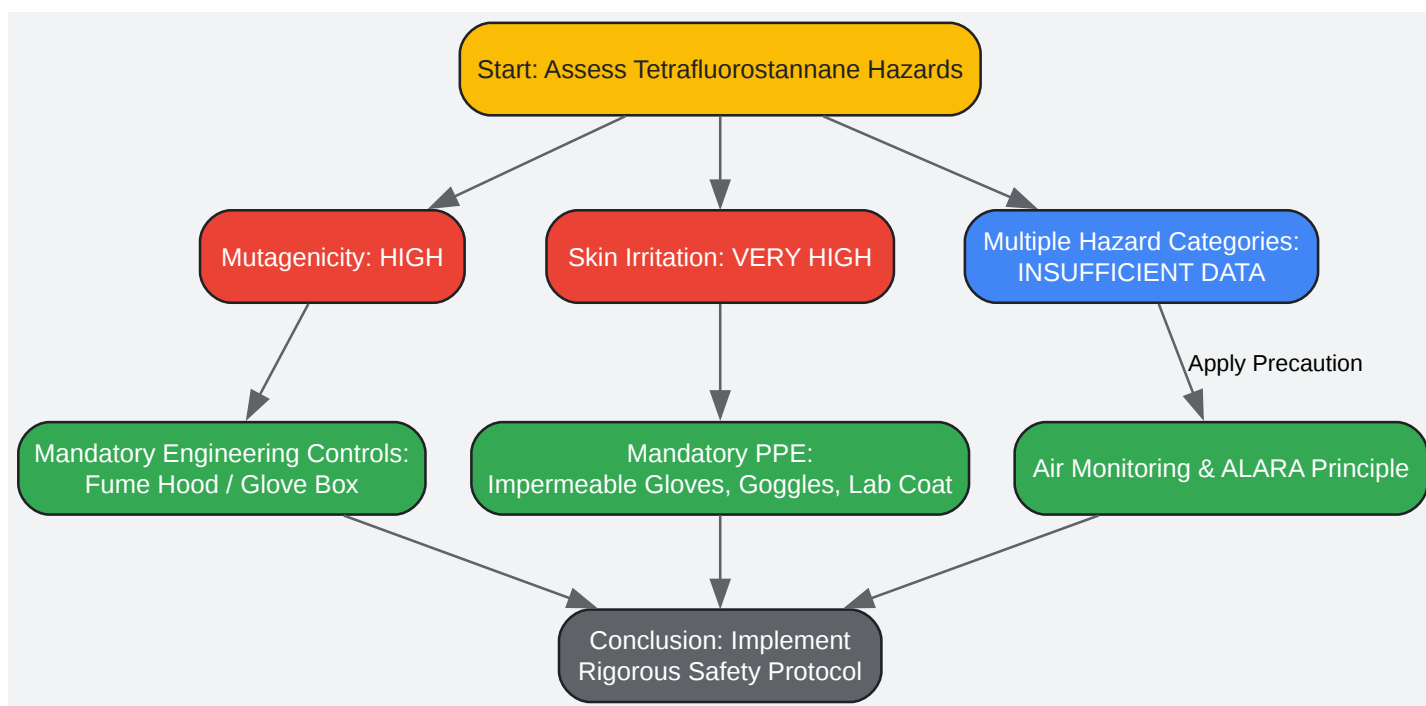 Start: Assess Tetrafluorostannane Hazards
Mutagenicity: HIGH
Skin Irritation: VERY HIGH
Multiple Hazard Categories:
INSUFFICIENT DATA
Apply Precaution
Mandatory Engineering Controls:
Fume Hood / Glove Box
Mandatory PPE:
Impermeable Gloves, Goggles, Lab Coat
Air Monitoring & ALARA Principle
Conclusion: Implement
Rigorous Safety Protocol